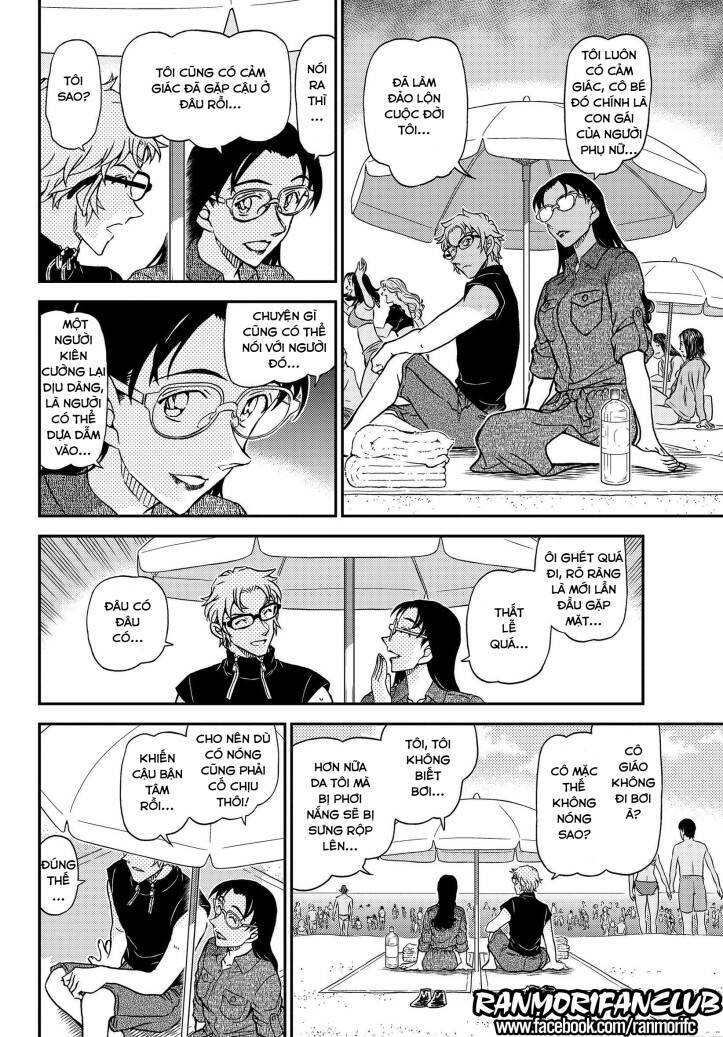 TÔI LUÔN
CÓ CẢM
GIÁC, CÔ BÉ
ĐÓ CHÍNH LÀ
CON GÁI
CỦA NGƯỜI
PHỤ NỮ...
ĐÃ LÀM
ĐẢO LỘN
CUỘC ĐỜI
TÔI...
NÓI
RA THÌ
...
TÔI CŨNG CÓ CẢM
GIÁC ĐÃ GẶP CẬU Ở
ĐÂU RỒI...
TÔI
SAO?
CHUYỆN GÌ
CŨNG CÓ THỂ
NÓI VỚI NGƯỜI
ĐÓ...
MỘT
NGƯỜI
KIÊN
CƯỜNG LẠI
DỊU DÀNG,
LÀ NGƯỜI
CÓ THỂ
DỰA DẪM
VÀO...
ÔI GHÉT QUÁ
ĐI, RÕ RÀNG
LÀ MỚI LẦN
ĐẦU GẶP
MẶT...
THẤT
LỄ
QUÁ...
ĐÂU CÓ
ĐÂU
CÓ...
CÔ
GIÁO
KHÔNG
ĐI BƠI
À?
CÔ MẶC
THẾ
KHÔNG
NÓNG
SAO?
TÔI, TÔI
KHÔNG
BIẾT
BƠI...
HƠN NỮA
DA TÔI MÀ
BỊ PHƠI
NẮNG SẼ BỊ
SƯNG RỘP
LÊN...
CHO NÊN DÙ
CÓ NÓNG
CŨNG PHẢI
CỐ CHỊU
THÔI!
KHIẾN
CẬU BẬN
TÂM
RỒI...
ĐÚNG
THẾ
...
RANMORIFANCLUB
www.facebook.com/ranmorifc